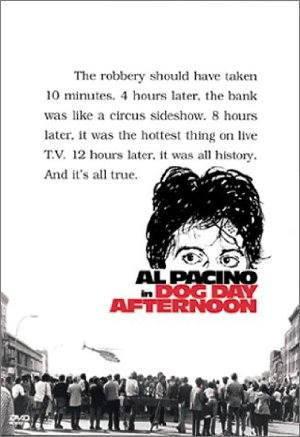 The robbery should have taken
10 minutes. 4 hours later, the bank
was like a circus sideshow. 8 hours
later, it was the hottest thing on live
T.V. 12 hours later, it was all history.
And it's all true.
AL PACINO
in DOG DAY
AFTERNOON
DVD